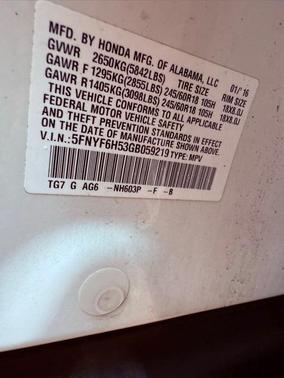 MFD. BY HONDA MFG. OF ALABAMA, LLC 01/16
GVWR 2650KG(5842LBS) TIRE SIZE RIM SIZE
GAWR F 1295KG(2855LBS) 245/60R18 105H 18X8.0J
GAWR R 1405KG(3098LBS) 245/60R18 105H 18X8.0J
THIS VEHICLE CONFORMS TO ALL APPLICABLE
FEDERAL MOTOR VEHICLE SAFETY AND
THEFT PREVENTION STANDARDS IN EFFECT ON THE
DATE OF MANUFACTURE SHOWN ABOVE.
V.I.N.:5FNYF6H53GB059219 TYPE: MPV
TG7 G AG6 -NH603P -F -B